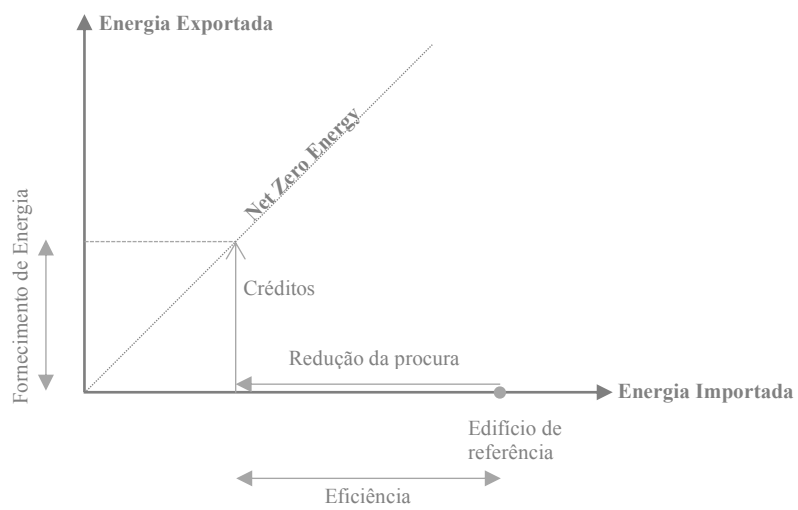 Energia Exportada
Net Zero Energy
Fornecimento de Energia
Créditos
Redução da procura
Energia Importada
Edifício de
referência
Eficiência